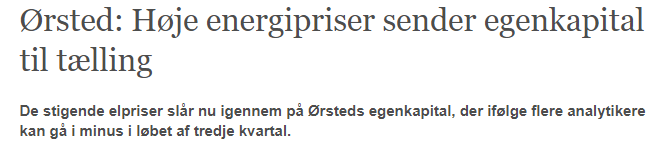 Ørsted: Høje energipriser sender egenkapital
til tælling
De stigende elpriser slår nu igennem på Ørsteds egenkapital, der ifølge flere analytikere
kan gå i minus i løbet af tredje kvartal.